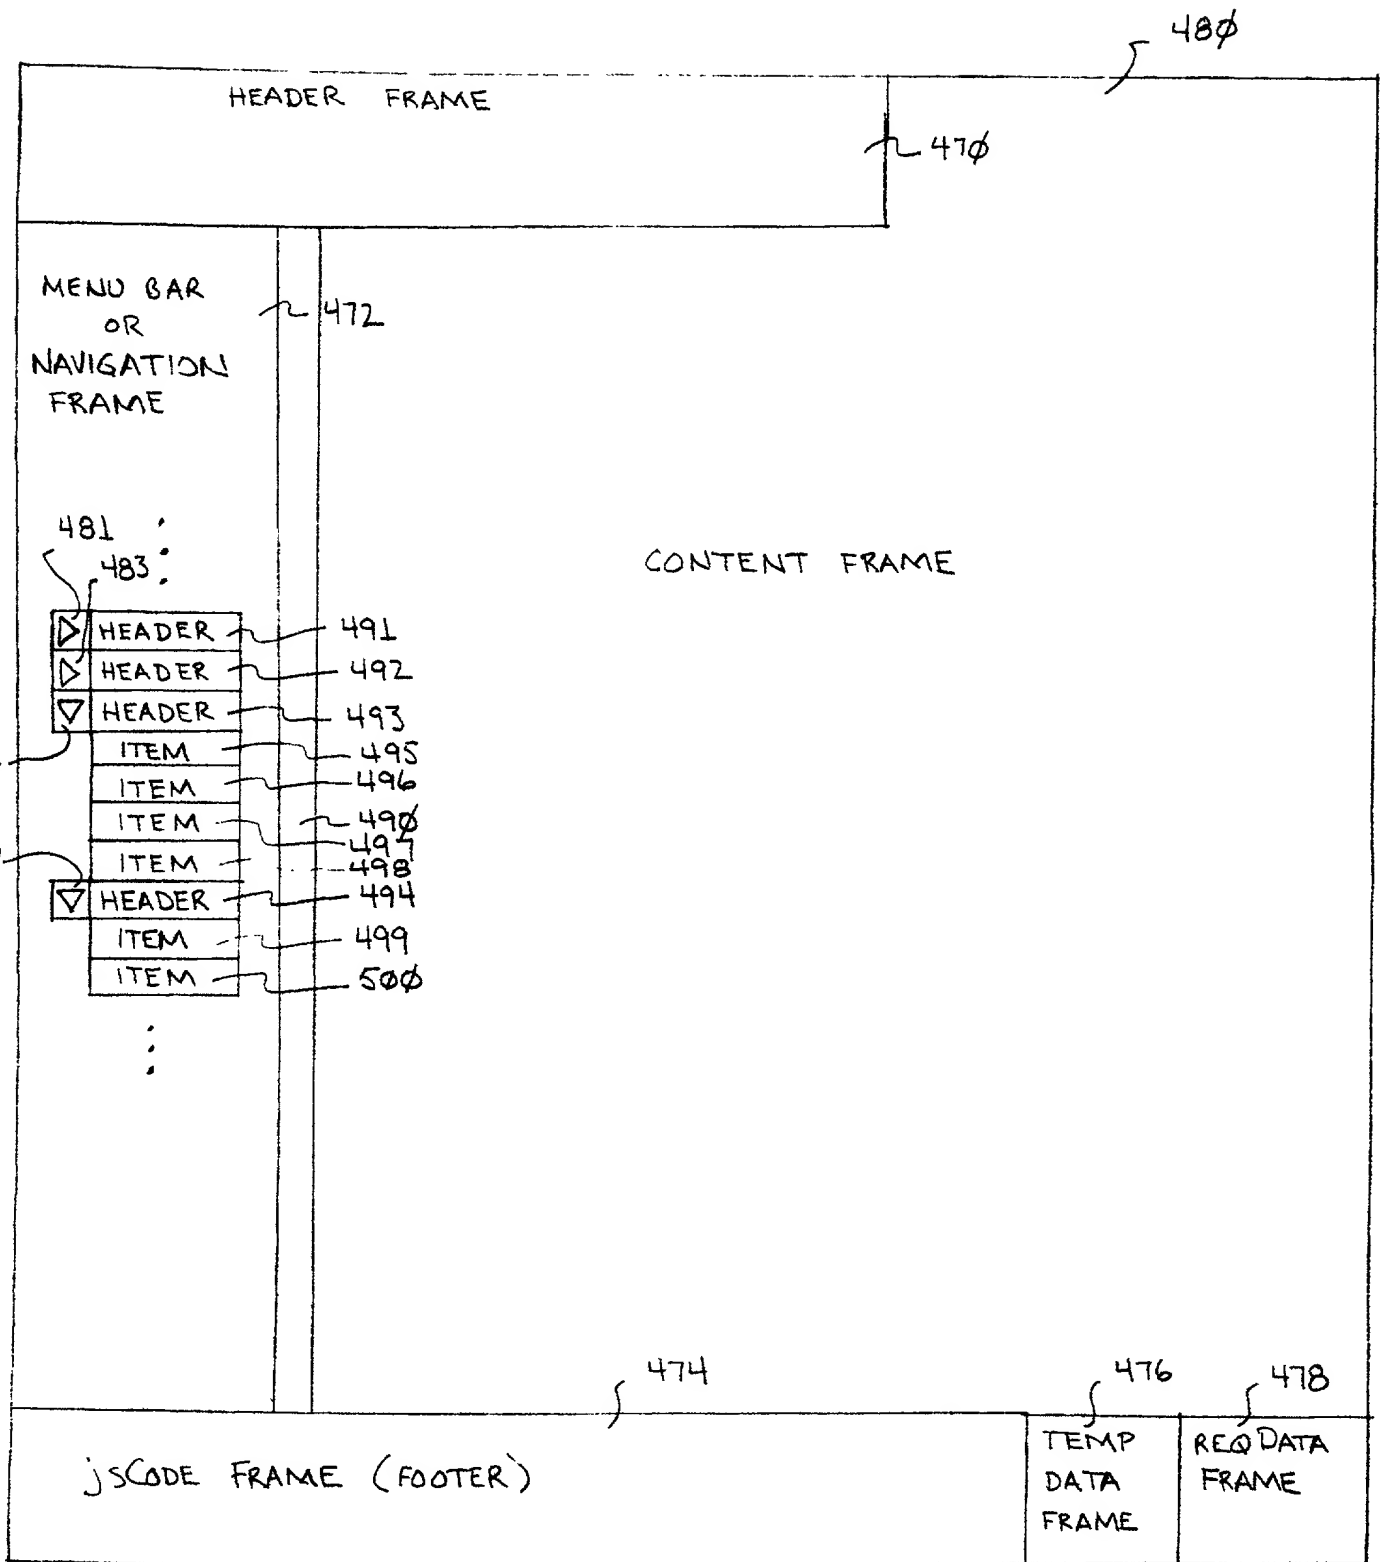 480
HEADER FRAME
470
MENU BAR
OR
NAVIGATION
FRAME
472
481
483
CONTENT FRAME
HEADER 491
HEADER 492
HEADER 493
ITEM 495
ITEM 496
490
ITEM 497
ITEM 498
HEADER 494
ITEM 499
ITEM 500
474
476
478
jsCODE FRAME (FOOTER)
TEMP
DATA
FRAME
REQ DATA
FRAME